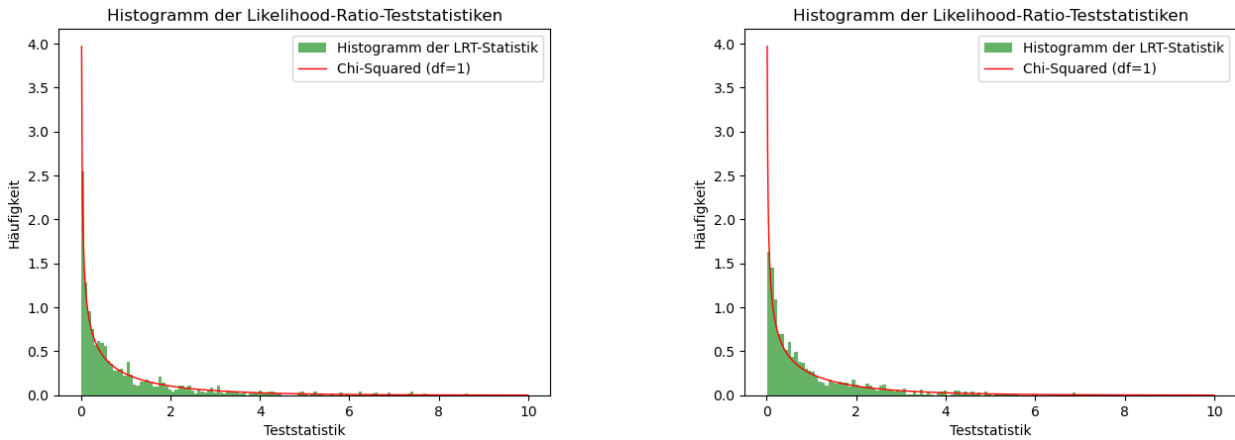 Histogramm der Likelihood-Ratio-Teststatistiken
4.0
3.5
3.0
2.5
2.0
1.5
1.0
0.5
0.0
Häufigkeit
Histogramm der LRT-Statistik
Chi-Squared (df=1)
0 2 4 6 8 10
Teststatistik
Histogramm der Likelihood-Ratio-Teststatistiken
4.0
3.5
3.0
2.5
2.0
1.5
1.0
0.5
0.0
Häufigkeit
Histogramm der LRT-Statistik
Chi-Squared (df=1)
0 2 4 6 8 10
Teststatistik